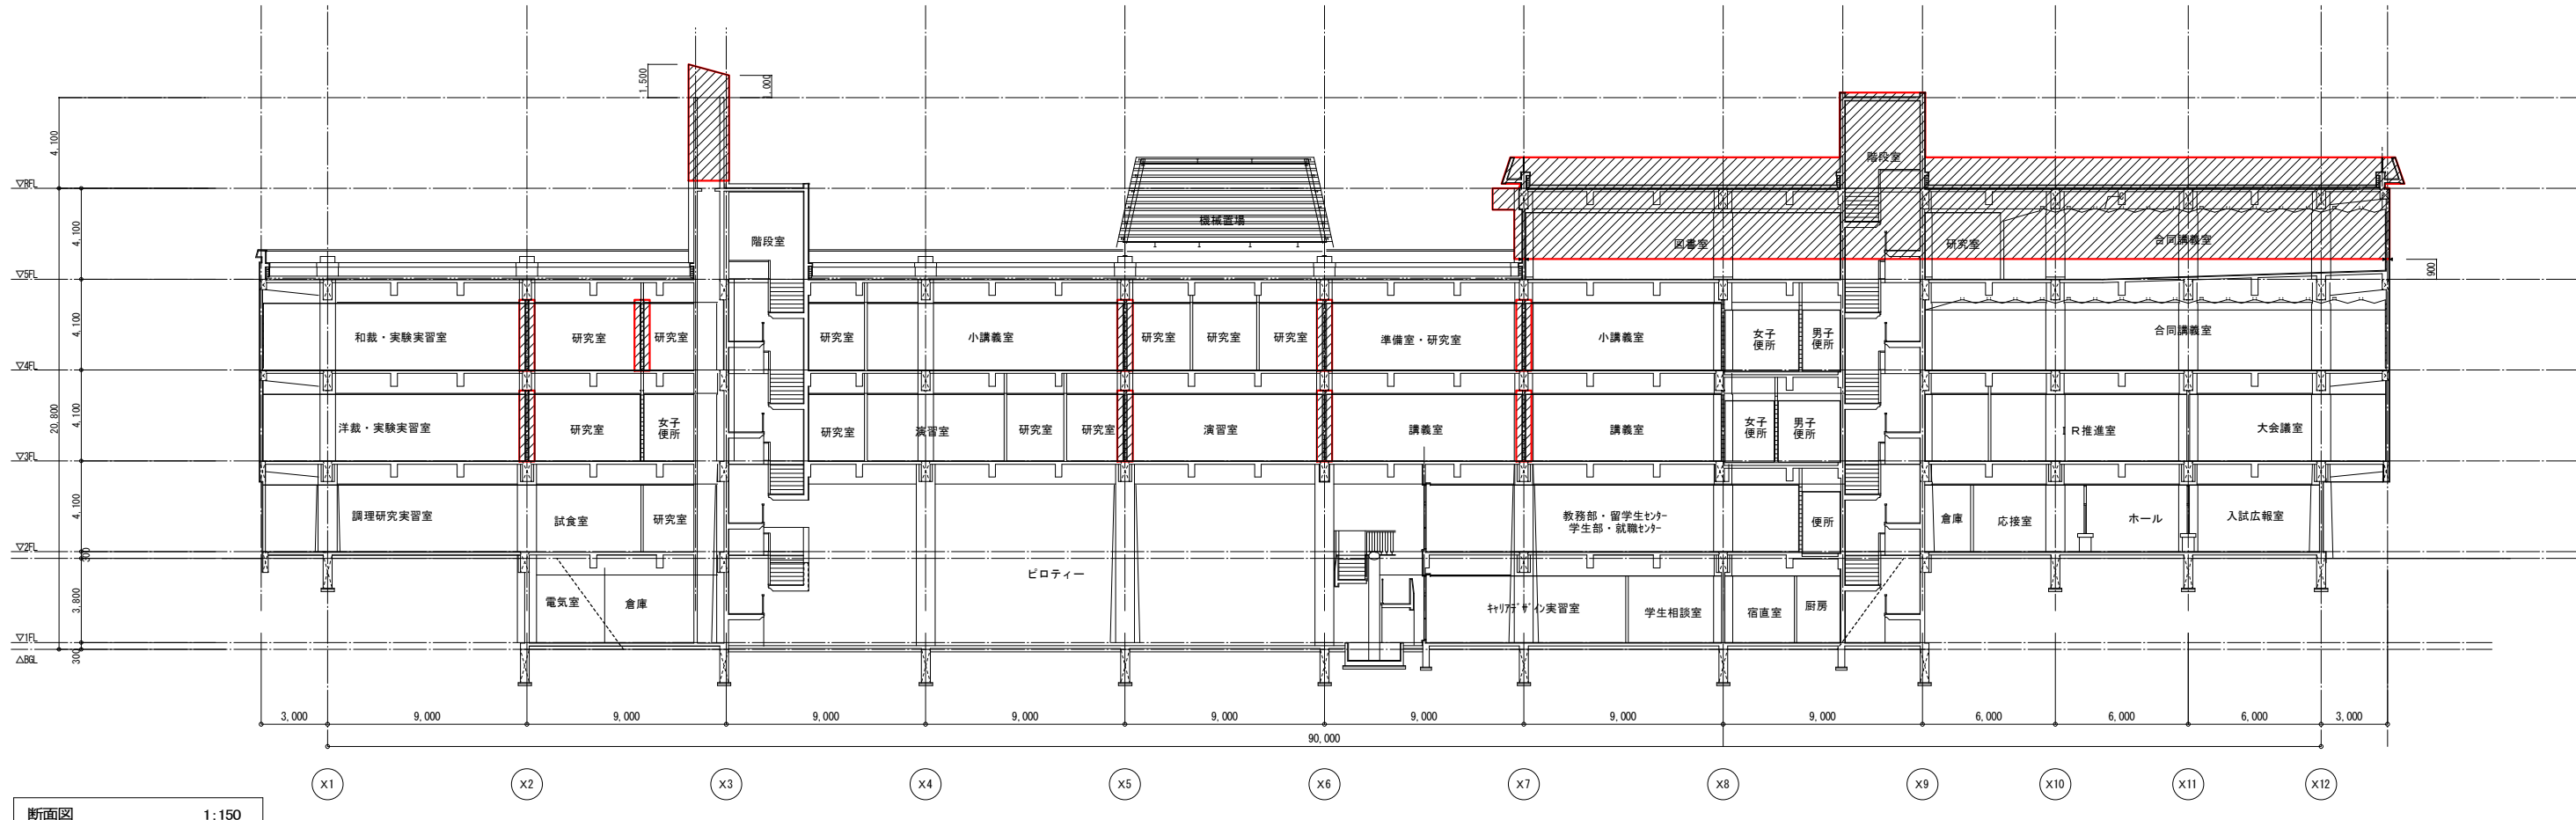 1,500
1,000
4,100
階段室
▽RFL
機械置場
4,100
階段室
図書室
研究室
合同講義室
▽5FL
900
4,100
和裁・実験実習室
研究室
研究室
研究室
小講義室
研究室
研究室
研究室
準備室・研究室
小講義室
女子
便所
男子
便所
合同講義室
▽4FL
20,800
4,100
洋裁・実験実習室
研究室
女子
便所
研究室
演習室
研究室
研究室
演習室
講義室
講義室
女子
便所
男子
便所
IR推進室
大会議室
▽3FL
4,100
調理研究実習室
試食室
研究室
教務部・留学生ｾﾝﾀｰ
学生部・就職ｾﾝﾀｰ
便所
倉庫
応接室
ホール
入試広報室
▽2FL
300
ピロティー
3,800
電気室
倉庫
ｷｬﾘｱﾃﾞｻﾞｲﾝ実習室
学生相談室
宿直室
厨房
▽1FL
△BGL
300
3,000
9,000
9,000
9,000
9,000
9,000
9,000
9,000
9,000
6,000
6,000
6,000
3,000
90,000
X1
X2
X3
X4
X5
X6
X7
X8
X9
X10
X11
X12
断面図 1:150